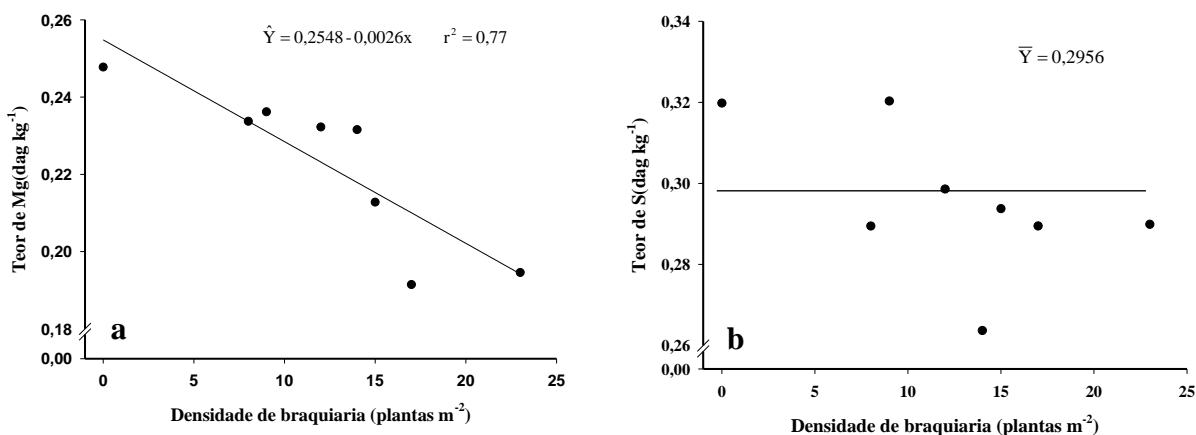 0,26
0,24
0,22
0,20
0,18
0,00
Teor de Mg(dag kg⁻¹)
Ŷ = 0,2548 - 0,0026x r² = 0,77
a
0 5 10 15 20 25
Densidade de braquiaria (plantas m⁻²)
0,34
0,32
0,30
0,28
0,26
0,00
Teor de S(dag kg⁻¹)
Y̅ = 0,2956
b
0 5 10 15 20 25
Densidade de braquiaria (plantas m⁻²)